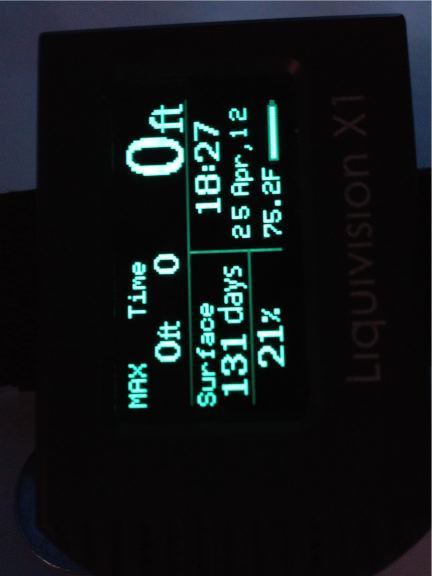 MAX Time 0ft
0ft 0
Surface 18:27
131 days 25 Apr,12
21% 75.2F
Liquivision X1